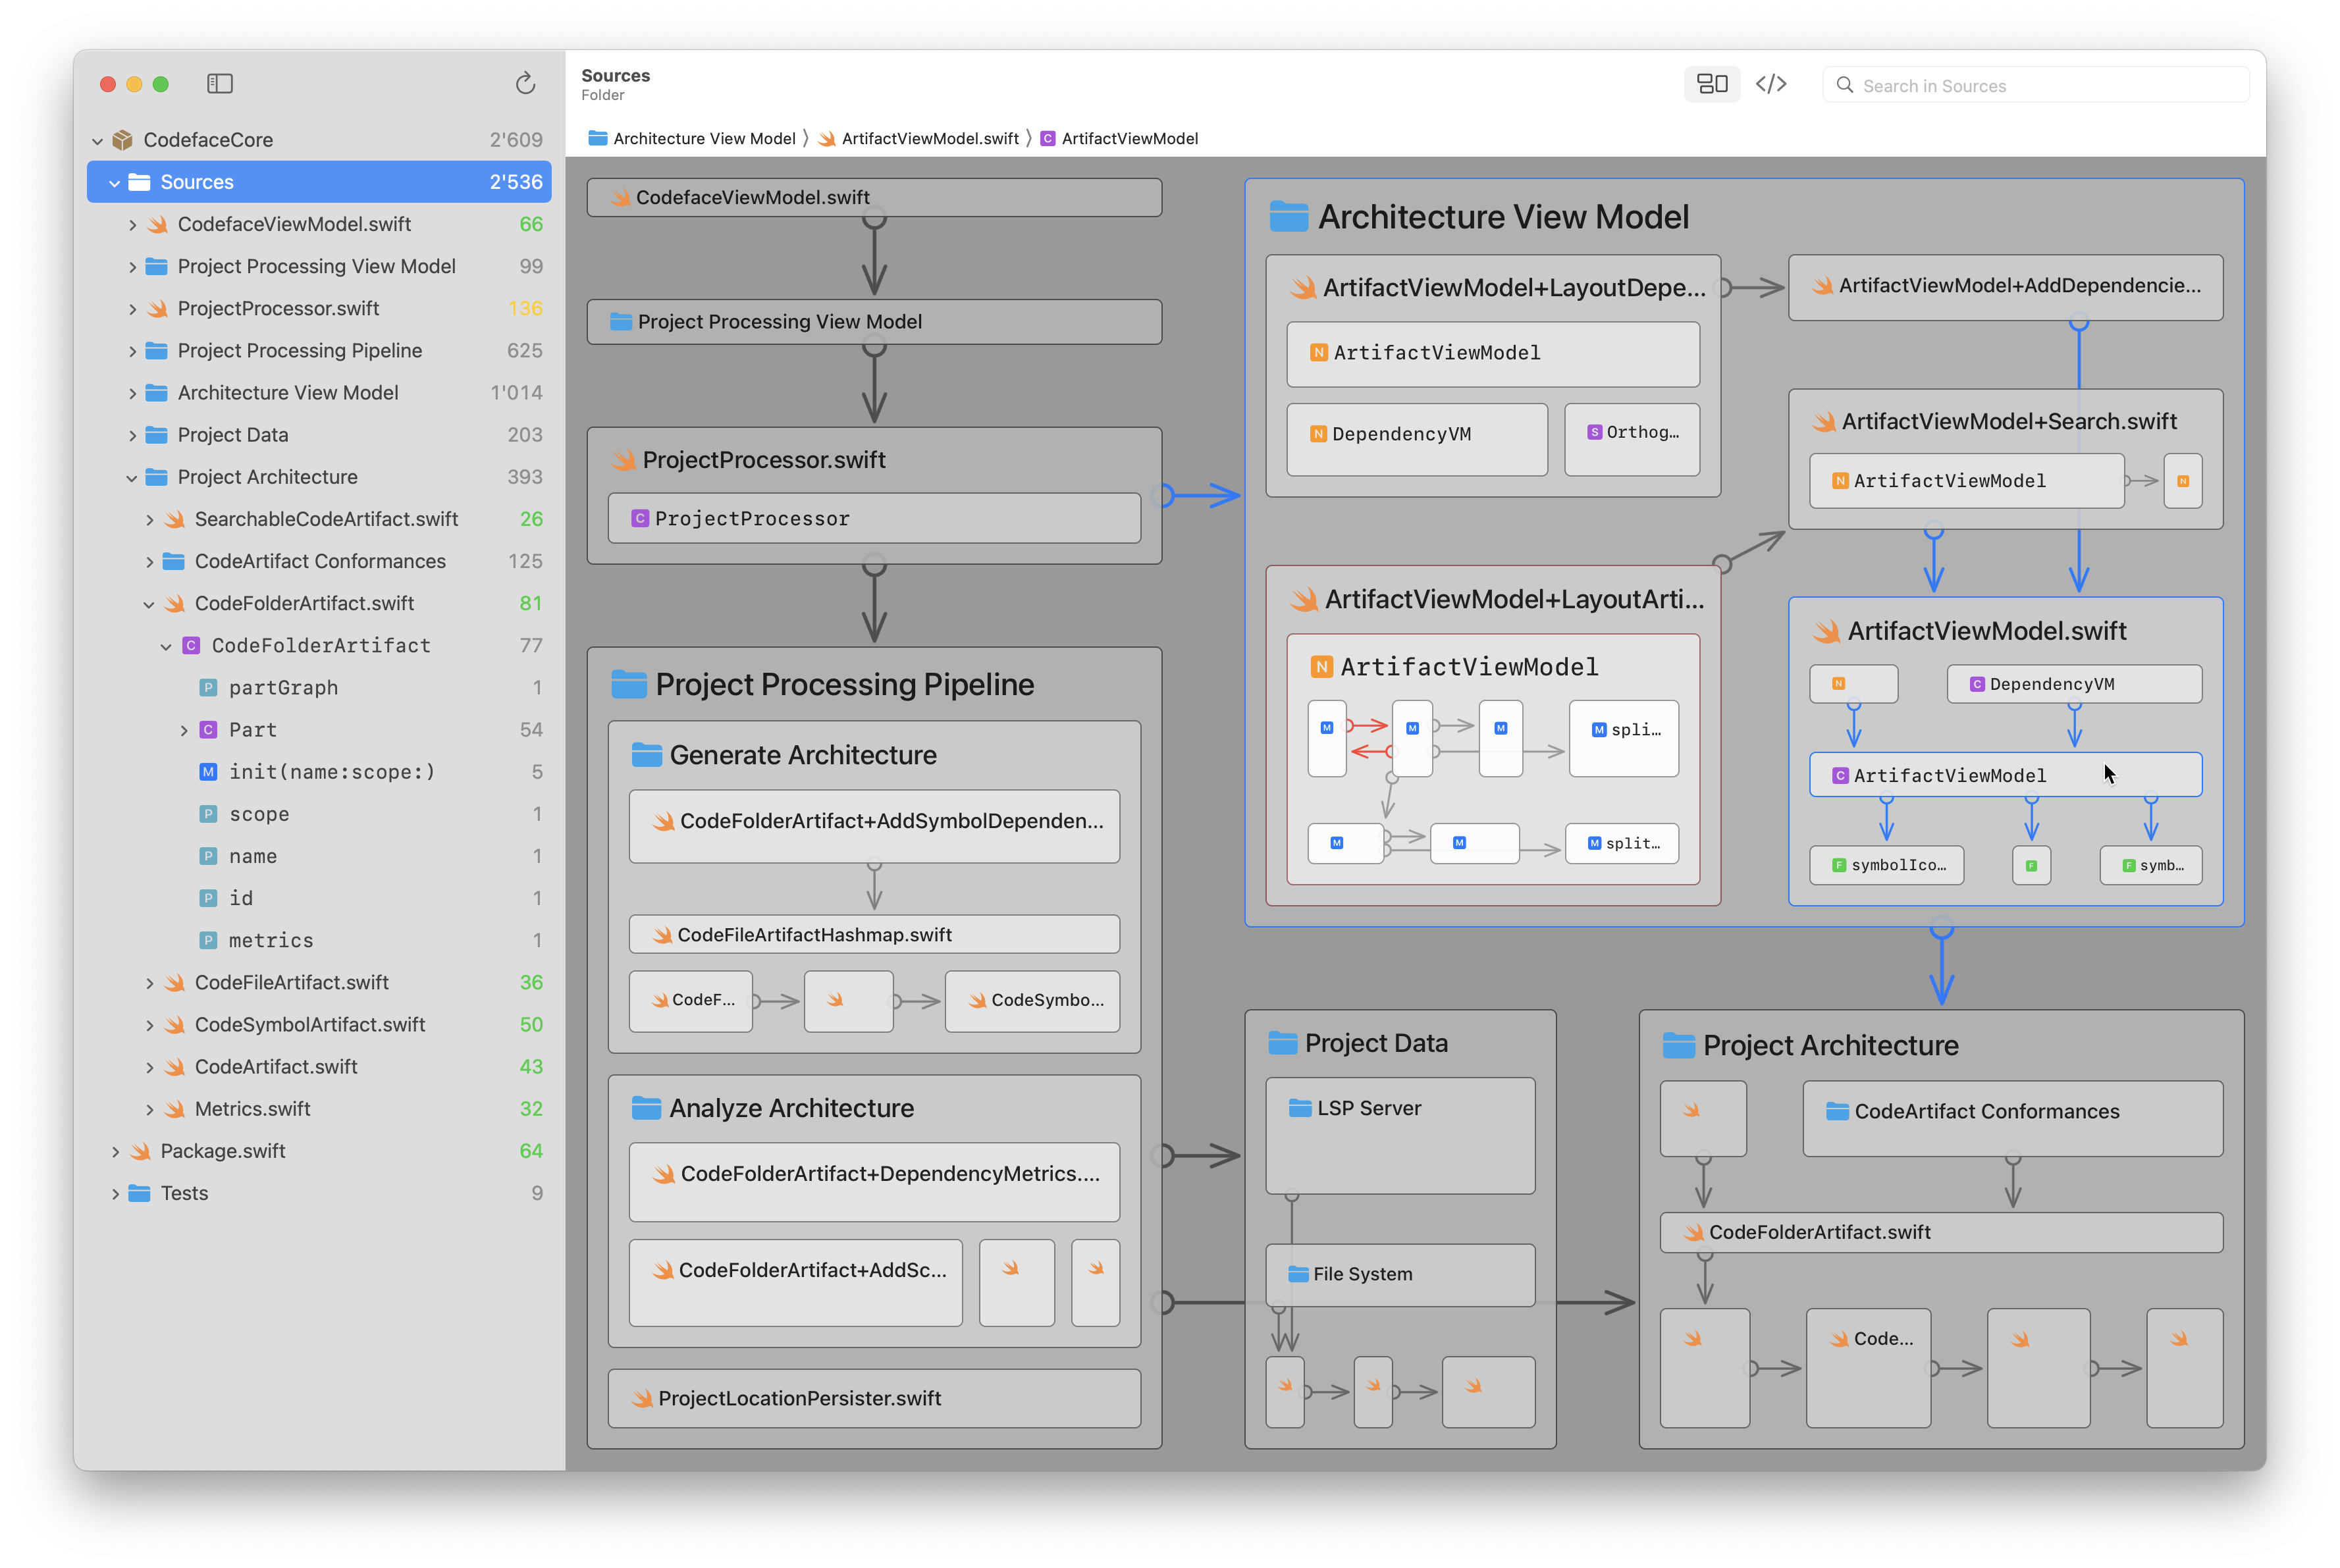 CodefaceCore 2'609
Sources 2'536
CodefaceViewModel.swift 66
Project Processing View Model 99
ProjectProcessor.swift 136
Project Processing Pipeline 625
Architecture View Model 1'014
Project Data 203
Project Architecture 393
SearchableCodeArtifact.swift 26
CodeArtifact Conformances 125
CodeFolderArtifact.swift 81
C CodeFolderArtifact 77
P partGraph 1
C Part 54
M init(name:scope:) 5
P scope 1
P name 1
P id 1
P metrics 1
CodeFileArtifact.swift 36
CodeSymbolArtifact.swift 50
CodeArtifact.swift 43
Metrics.swift 32
Package.swift 64
Tests 9
Sources
Folder
Search in Sources
Architecture View Model ArtifactViewModel.swift C ArtifactViewModel
CodefaceViewModel.swift
Project Processing View Model
ProjectProcessor.swift
C ProjectProcessor
Project Processing Pipeline
Generate Architecture
CodeFolderArtifact+AddSymbolDependen...
CodeFileArtifactHashmap.swift
CodeF... CodeSymbo...
Analyze Architecture
CodeFolderArtifact+DependencyMetrics....
CodeFolderArtifact+AddSc...
ProjectLocationPersister.swift
Architecture View Model
ArtifactViewModel+LayoutDepe...
N ArtifactViewModel
N DependencyVM S Orthog...
ArtifactViewModel+AddDependencie...
ArtifactViewModel+Search.swift
N ArtifactViewModel N
ArtifactViewModel+LayoutArti...
N ArtifactViewModel
M M M M spli...
M M M split...
ArtifactViewModel.swift
N C DependencyVM
C ArtifactViewModel
F symbolIco... F F symb...
Project Data
LSP Server
File System
Project Architecture
CodeArtifact Conformances
CodeFolderArtifact.swift
Code...